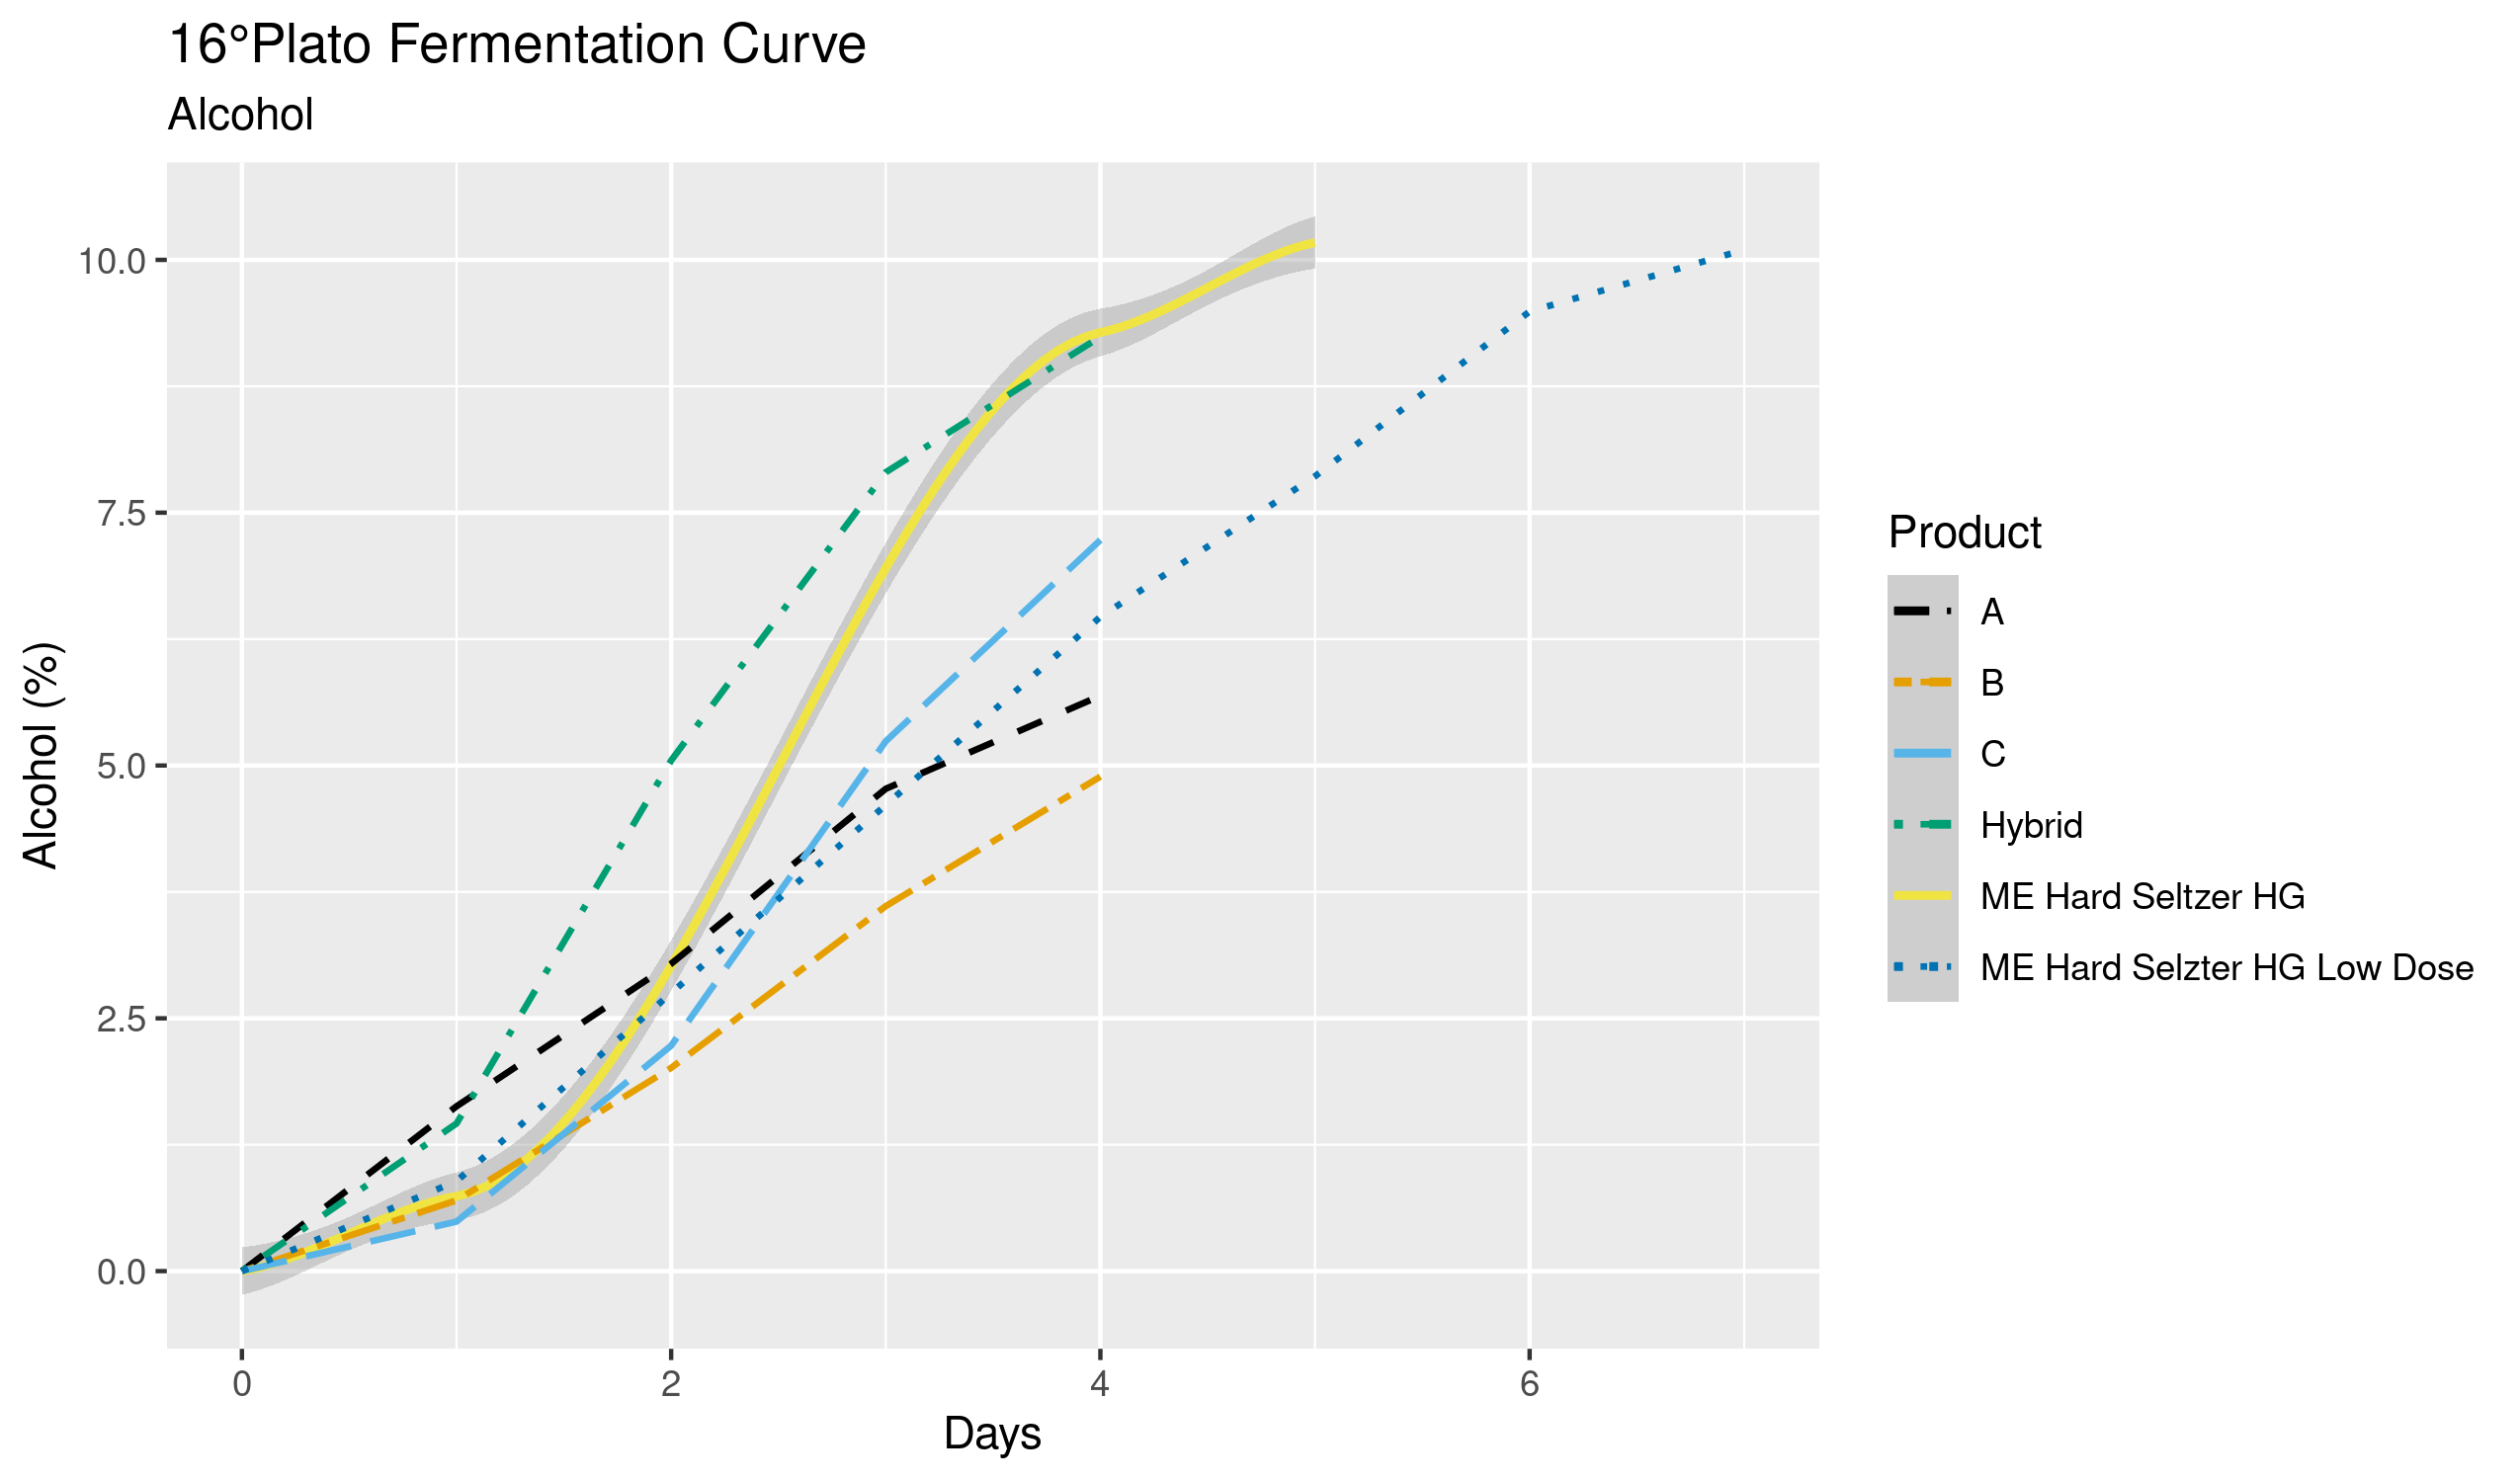 16°Plato Fermentation Curve
Alcohol
Alcohol (%)
10.0
7.5
5.0
2.5
0.0
0
2
4
6
Days
Product
A
B
C
Hybrid
ME Hard Seltzer HG
ME Hard Selzter HG Low Dose